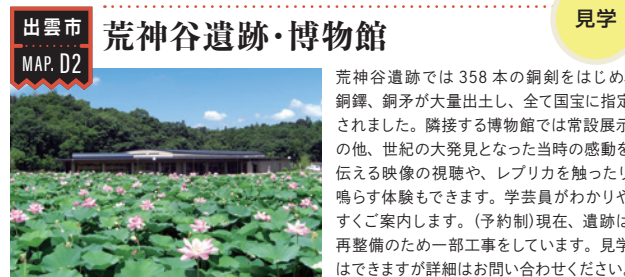 出雲市
MAP. D2
荒神谷遺跡・博物館
見学
荒神谷遺跡では 358 本の銅剣をはじめ、
銅鐸、銅矛が大量出土し、全て国宝に指定
されました。隣接する博物館では常設展示
の他、世紀の大発見となった当時の感動を
伝える映像の視聴や、レプリカを触ったり
鳴らす体験もできます。学芸員がわかりや
すくご案内します。(予約制)現在、遺跡は
再整備のため一部工事をしています。見学
はできますが詳細はお問い合わせください。